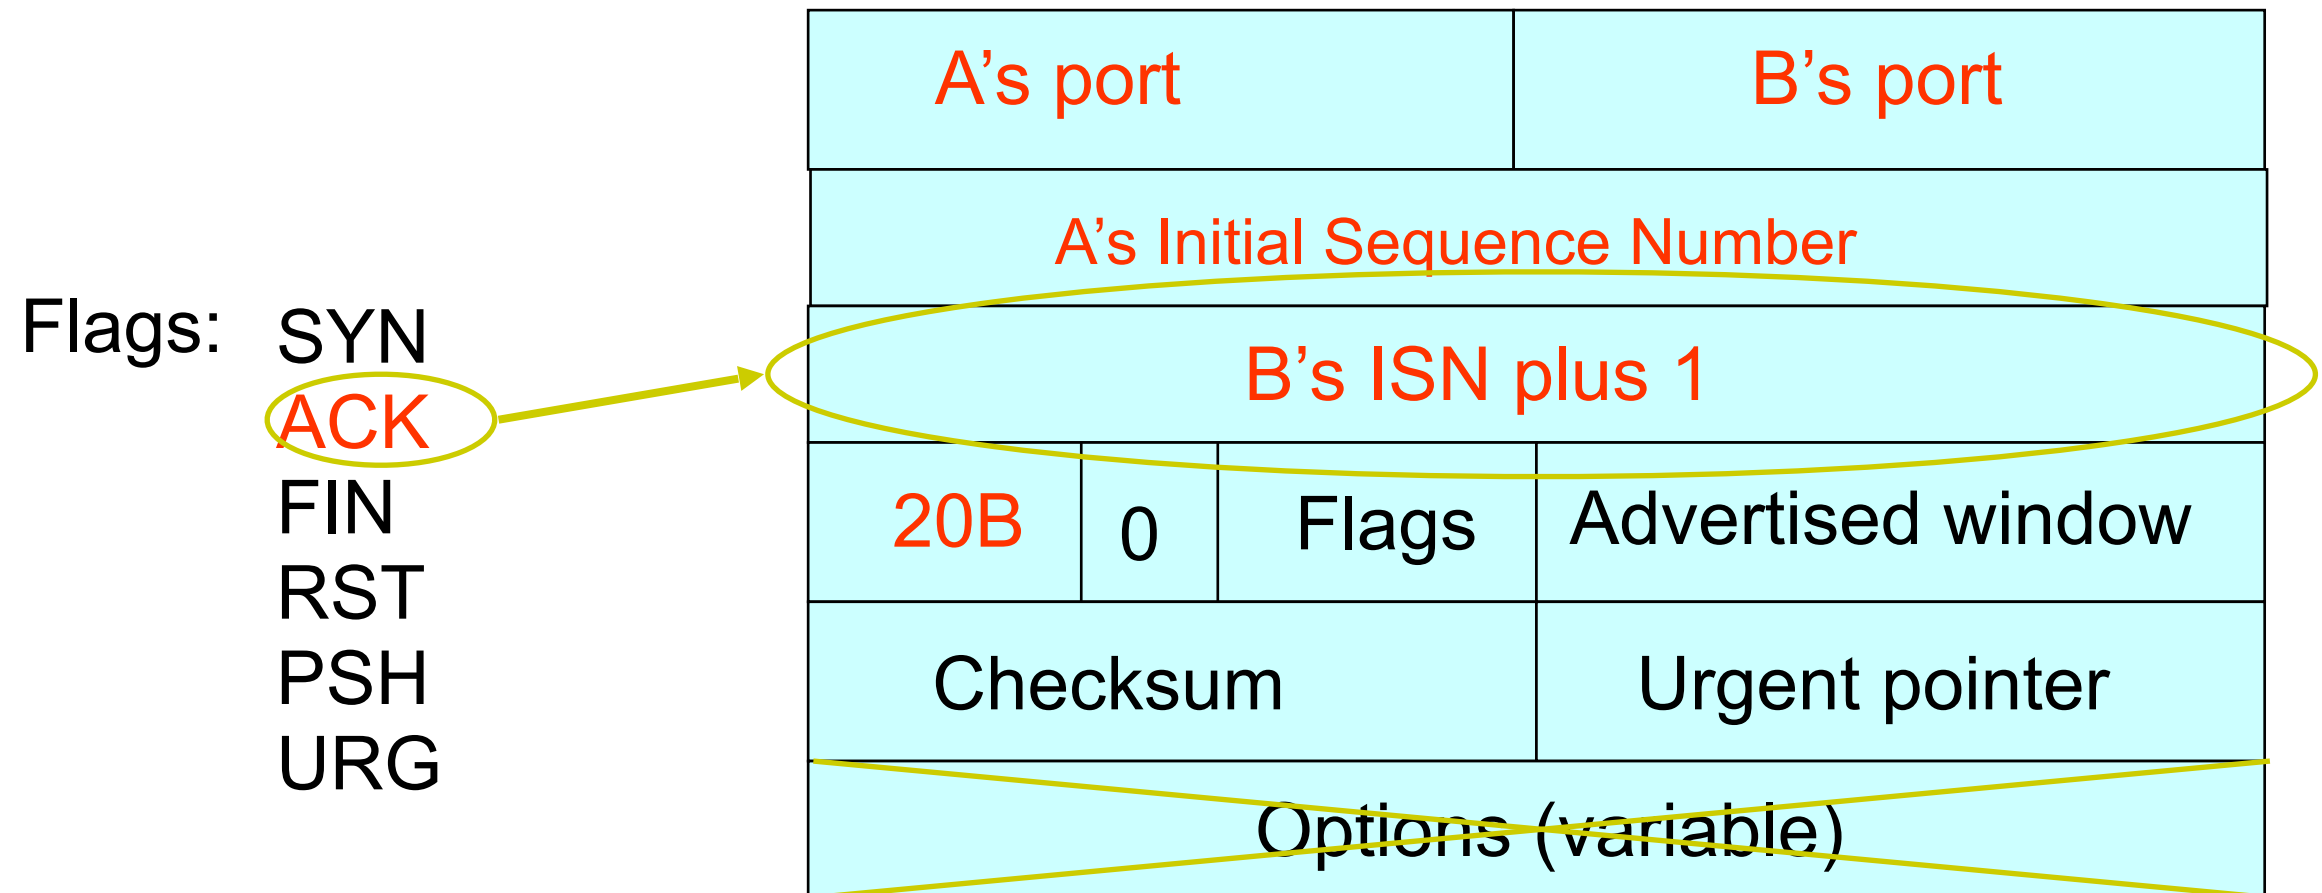 A’s port
B’s port
A’s Initial Sequence Number
Flags:
SYN
ACK
FIN
RST
PSH
URG
B’s ISN plus 1
20B
0
Flags
Advertised window
Checksum
Urgent pointer
Options (variable)